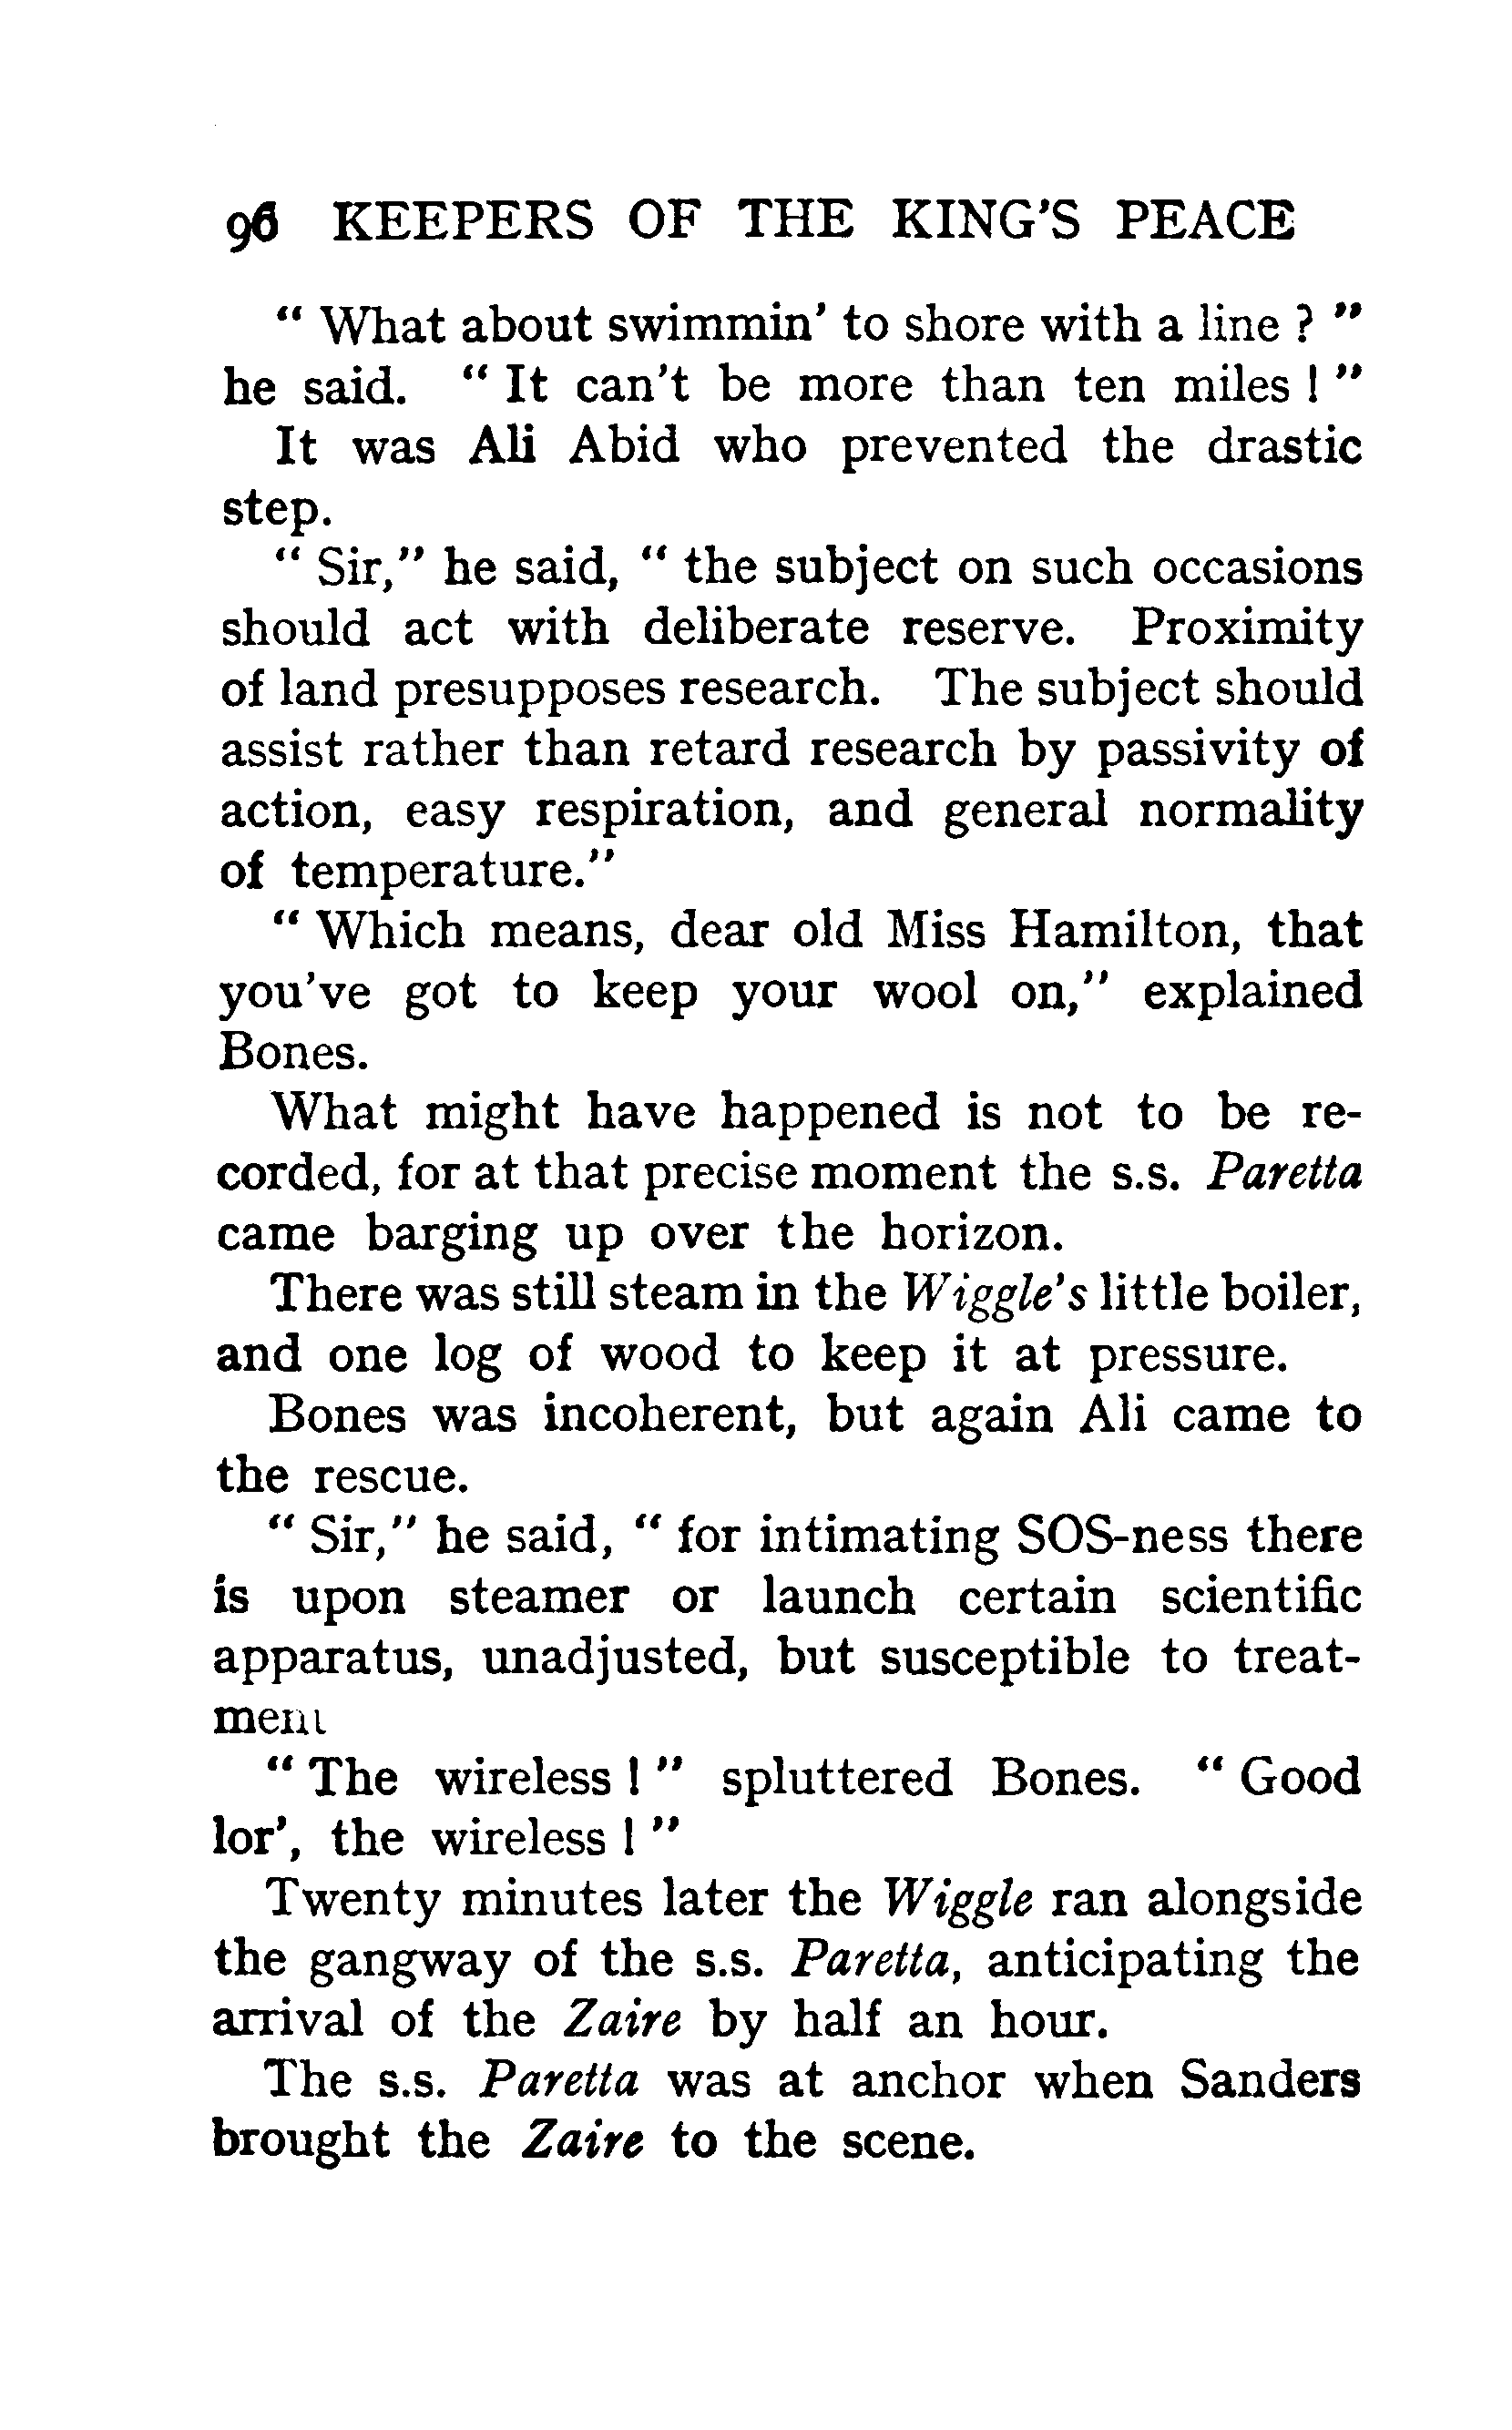 96 KEEPERS OF THE KING'S PEACE
" What about swimmin' to shore with a line ? "
he said. " It can't be more than ten miles ! "
It was Ali Abid who prevented the drastic
step.
" Sir," he said, " the subject on such occasions
should act with deliberate reserve. Proximity
of land presupposes research. The subject should
assist rather than retard research by passivity of
action, easy respiration, and general normality
of temperature."
" Which means, dear old Miss Hamilton, that
you've got to keep your wool on," explained
Bones.
What might have happened is not to be re-
corded, for at that precise moment the s.s. Paretta
came barging up over the horizon.
There was still steam in the Wiggle's little boiler,
and one log of wood to keep it at pressure.
Bones was incoherent, but again Ali came to
the rescue.
" Sir," he said, " for intimating SOS-ness there
is upon steamer or launch certain scientific
apparatus, unadjusted, but susceptible to treat-
ment
" The wireless ! " spluttered Bones. " Good
lor', the wireless ! "
Twenty minutes later the Wiggle ran alongside
the gangway of the s.s. Paretta, anticipating the
arrival of the Zaire by half an hour.
The s.s. Paretta was at anchor when Sanders
brought the Zaire to the scene.